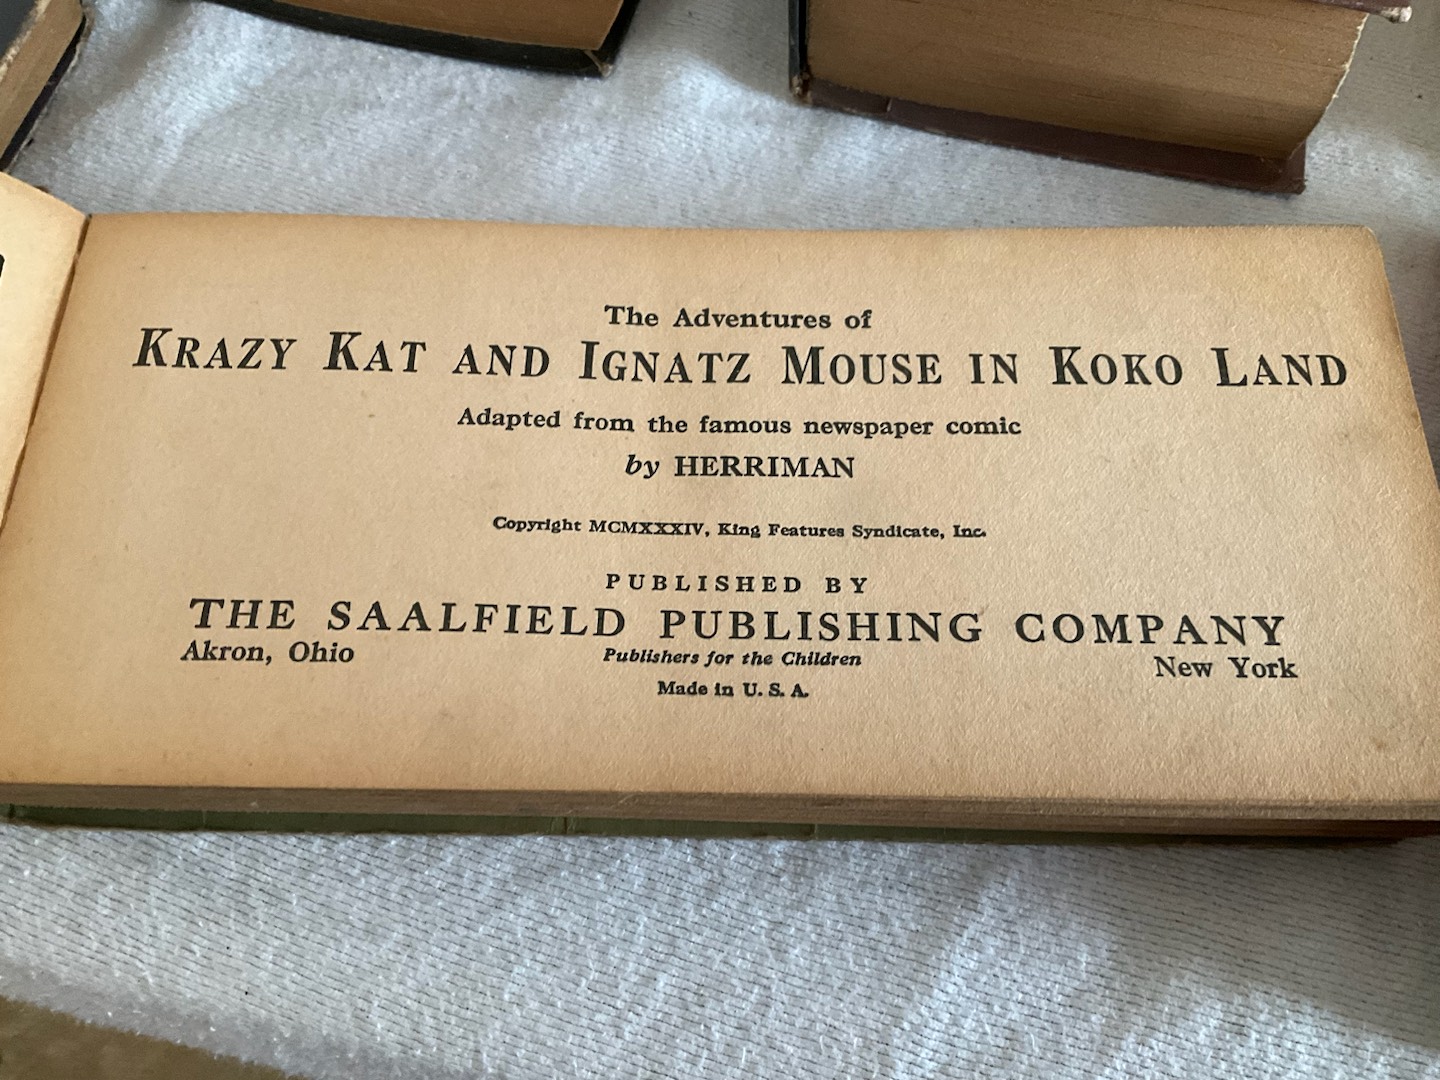 The Adventures of
KRAZY KAT AND IGNATZ MOUSE IN KOKO LAND
Adapted from the famous newspaper comic
by HERRIMAN
Copyright MCMXXXIV, King Features Syndicate, Inc.
PUBLISHED BY
THE SAALFIELD PUBLISHING COMPANY
Akron, Ohio Publishers for the Children New York
Made in U. S. A.